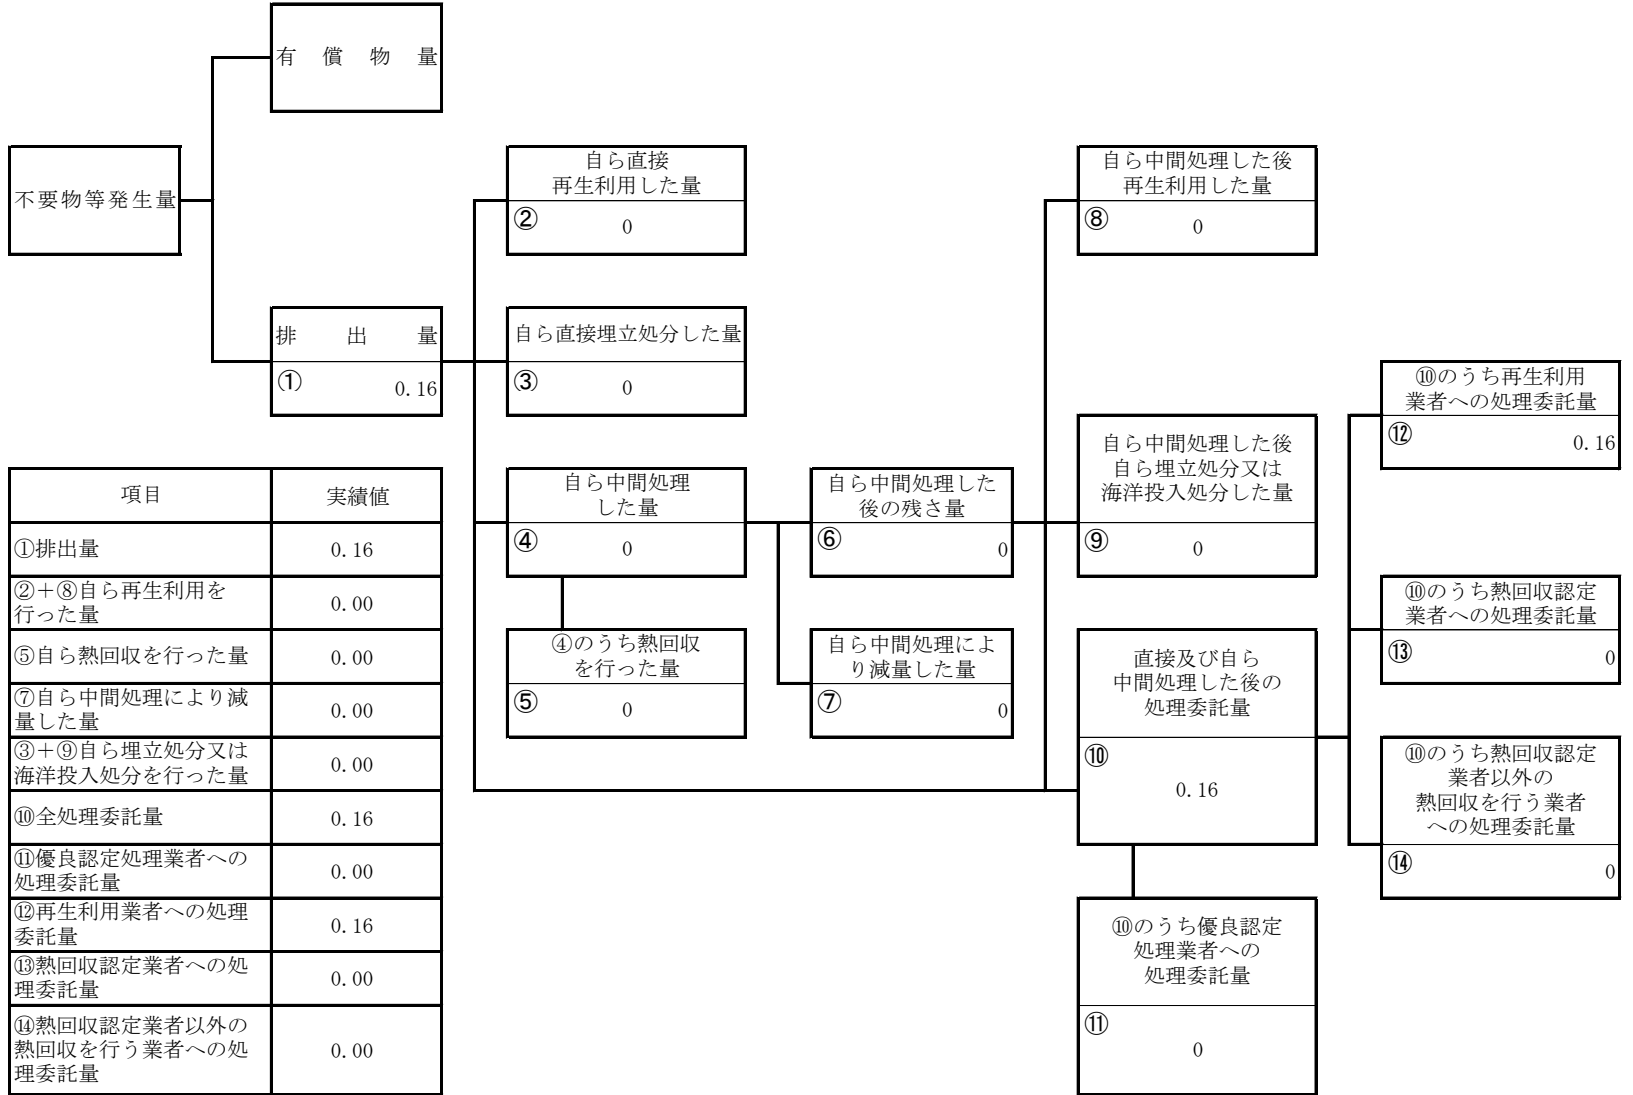 有償物量
不要物等発生量
排出量
① 0.16
自ら直接
再生利用した量
② 0
自ら直接埋立処分した量
③ 0
自ら中間処理
した量
④ 0
④のうち熱回収
を行った量
⑤ 0
自ら中間処理した
後の残さ量
⑥ 0
自ら中間処理によ
り減量した量
⑦ 0
自ら中間処理した後
再生利用した量
⑧ 0
自ら中間処理した後
自ら埋立処分又は
海洋投入処分した量
⑨ 0
直接及び自ら
中間処理した後の
処理委託量
⑩
0.16
⑩のうち優良認定
処理業者への
処理委託量
⑪
0
⑩のうち再生利用
業者への処理委託量
⑫ 0.16
⑩のうち熱回収認定
業者への処理委託量
⑬ 0
⑩のうち熱回収認定
業者以外の
熱回収を行う業者
への処理委託量
⑭ 0
項目 実績値
①排出量 0.16
②＋⑧自ら再生利用を
行った量 0.00
⑤自ら熱回収を行った量 0.00
⑦自ら中間処理により減
量した量 0.00
③＋⑨自ら埋立処分又は
海洋投入処分を行った量 0.00
⑩全処理委託量 0.16
⑪優良認定処理業者への
処理委託量 0.00
⑫再生利用業者への処理
委託量 0.16
⑬熱回収認定業者への処
理委託量 0.00
⑭熱回収認定業者以外の
熱回収を行う業者への処
理委託量 0.00